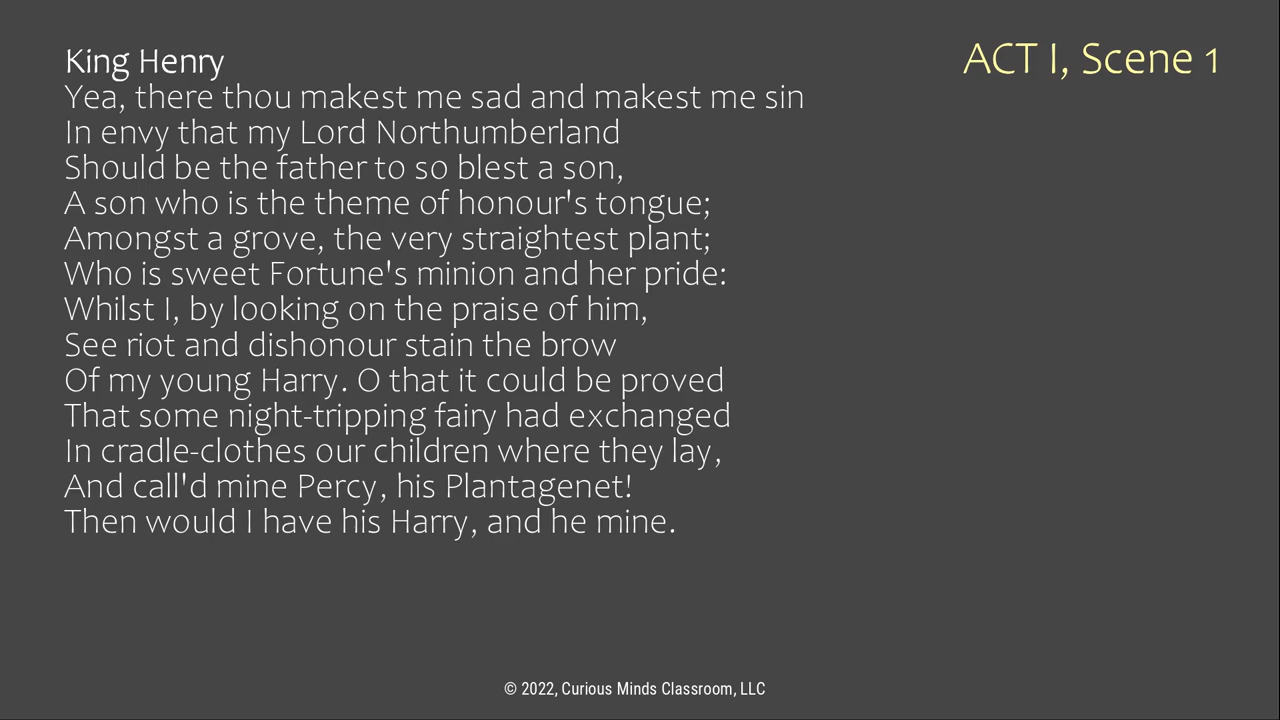 King Henry
ACT I, Scene 1
Yea, there thou makest me sad and makest me sin
In envy that my Lord Northumberland
Should be the father to so blest a son,
A son who is the theme of honour's tongue;
Amongst a grove, the very straightest plant;
Who is sweet Fortune's minion and her pride:
Whilst I, by looking on the praise of him,
See riot and dishonour stain the brow
Of my young Harry. O that it could be proved
That some night-tripping fairy had exchanged
In cradle-clothes our children where they lay,
And call'd mine Percy, his Plantagenet!
Then would I have his Harry, and he mine.
© 2022, Curious Minds Classroom, LLC